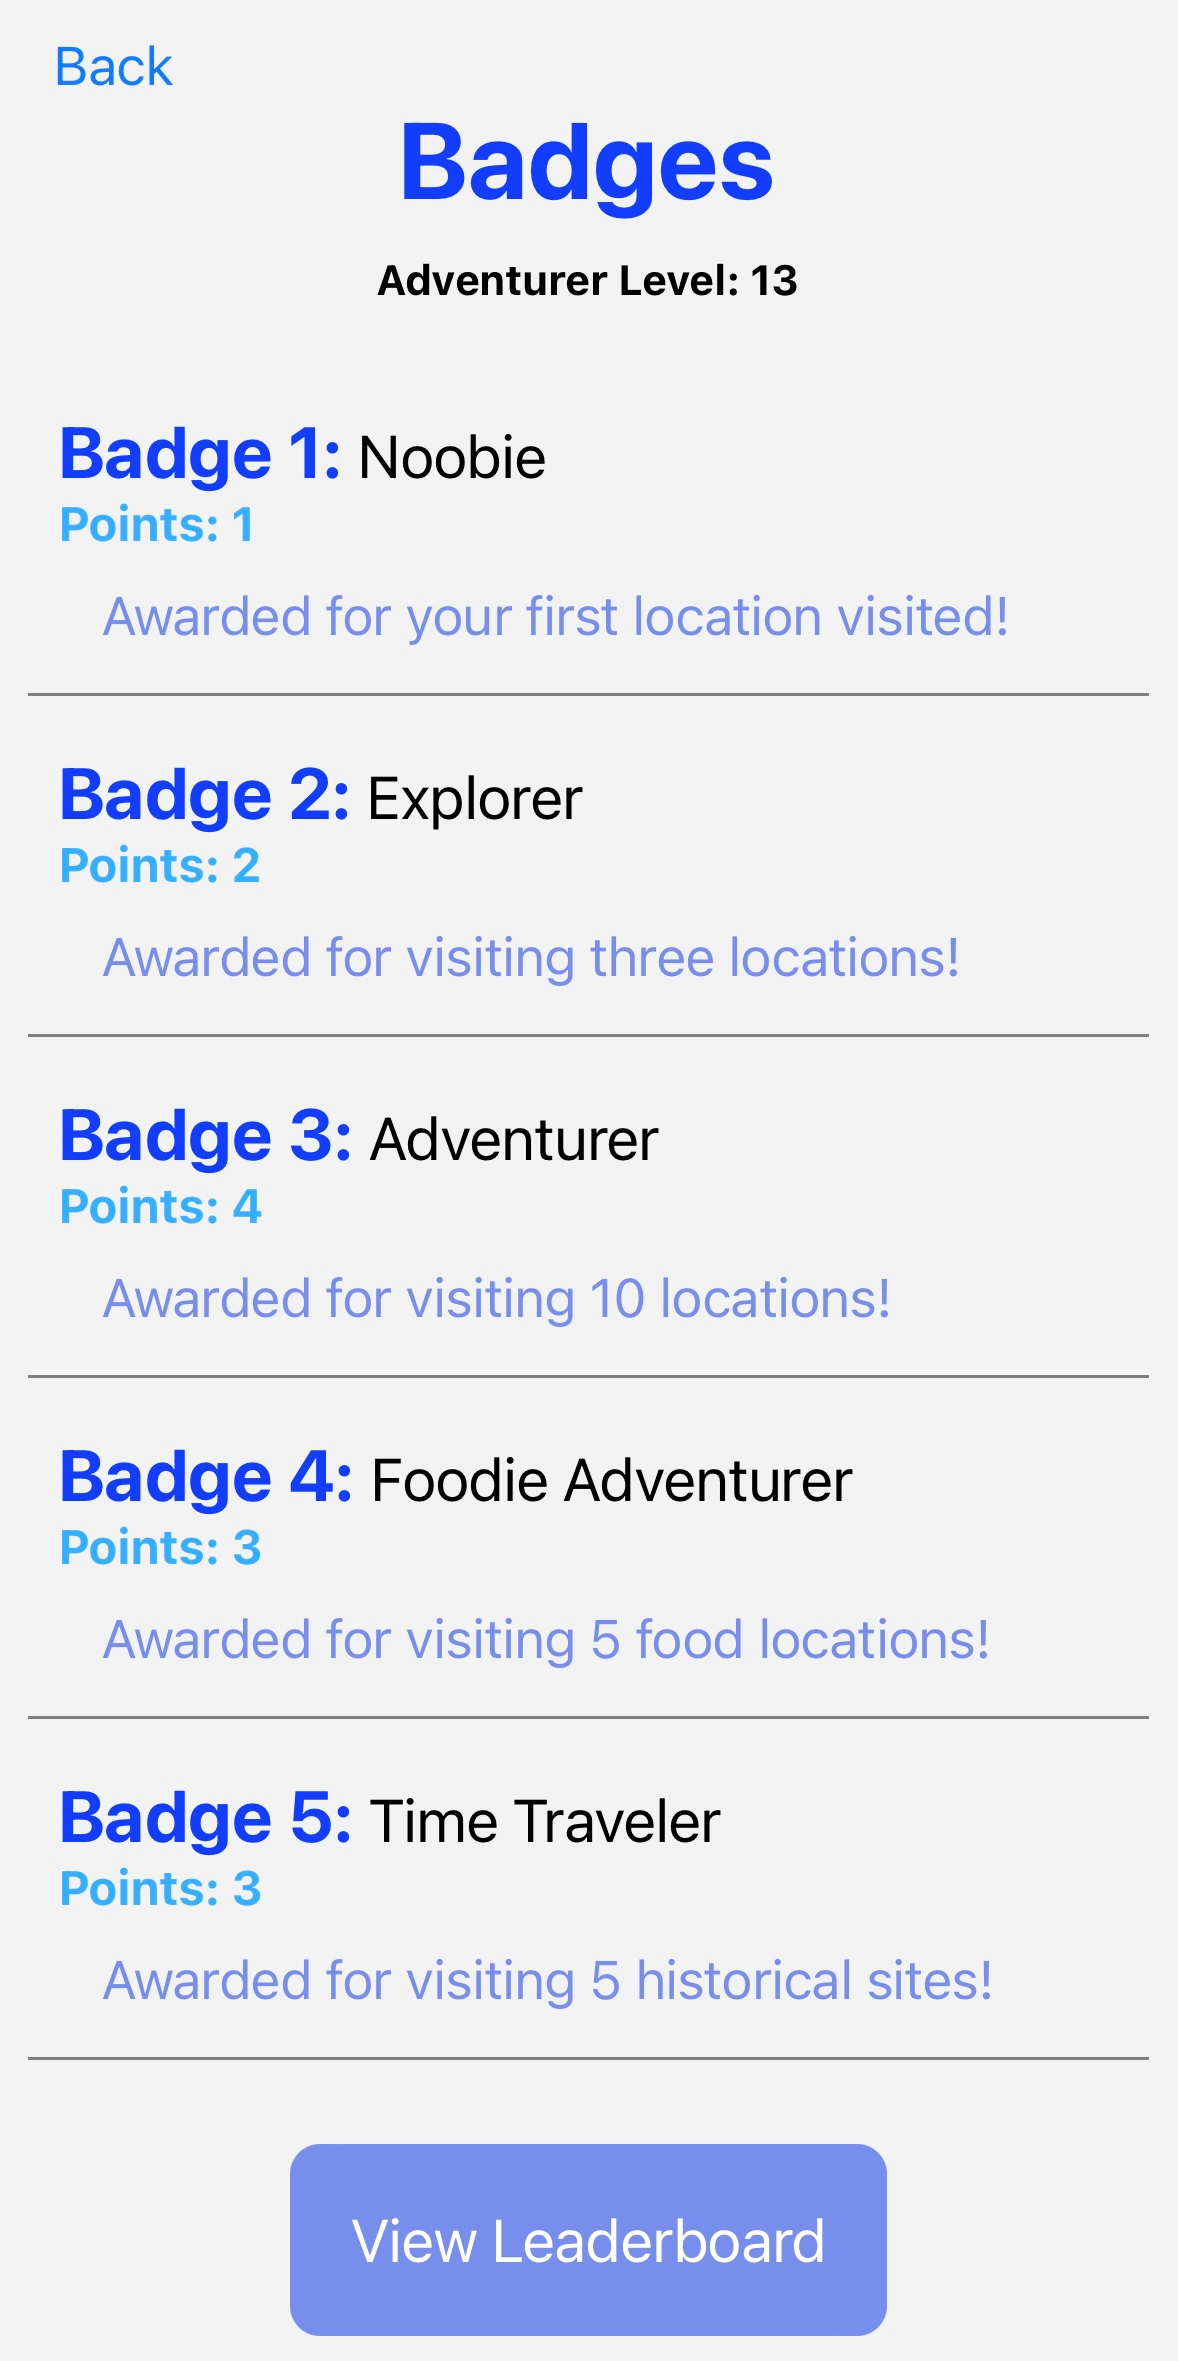 Back
Badges
Adventurer Level: 13
Badge 1: Noobie
Points: 1
Awarded for your first location visited!
Badge 2: Explorer
Points: 2
Awarded for visiting three locations!
Badge 3: Adventurer
Points: 4
Awarded for visiting 10 locations!
Badge 4: Foodie Adventurer
Points: 3
Awarded for visiting 5 food locations!
Badge 5: Time Traveler
Points: 3
Awarded for visiting 5 historical sites!
View Leaderboard